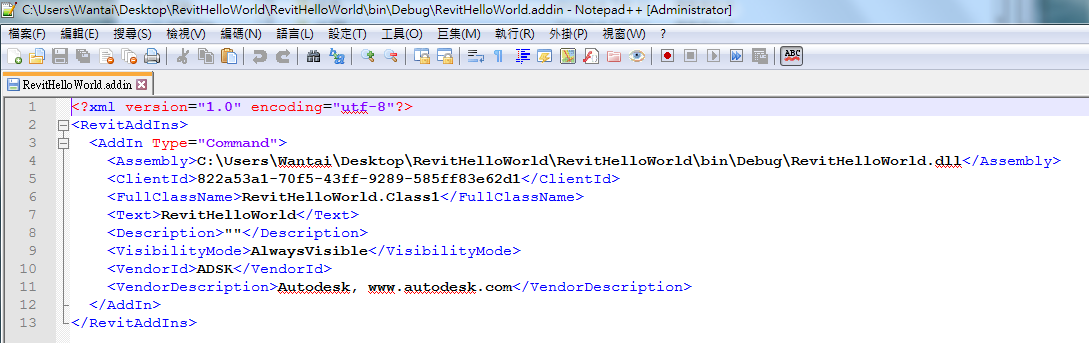 C:\Users\Wantai\Desktop\RevitHelloWorld\RevitHelloWorld\bin\Debug\RevitHelloWorld.addin - Notepad++ [Administrator]
檔案(F) 編輯(E) 搜尋(S) 檢視(V) 編碼(N) 語言(L) 設定(T) 工具(O) 巨集(M) 執行(R) 外掛(P) 視窗(W) ?
ABC
RevitHelloWorld.addin
1 <?xml version="1.0" encoding="utf-8"?>
2 <RevitAddIns>
3 <AddIn Type="Command">
4 <Assembly>C:\Users\Wantai\Desktop\RevitHelloWorld\RevitHelloWorld\bin\Debug\RevitHelloWorld.dll</Assembly>
5 <ClientId>822a53a1-70f5-43ff-9289-585ff83e62d1</ClientId>
6 <FullClassName>RevitHelloWorld.Class1</FullClassName>
7 <Text>RevitHelloWorld</Text>
8 <Description>""</Description>
9 <VisibilityMode>AlwaysVisible</VisibilityMode>
10 <VendorId>ADSK</VendorId>
11 <VendorDescription>Autodesk, www.autodesk.com</VendorDescription>
12 </AddIn>
13 </RevitAddIns>